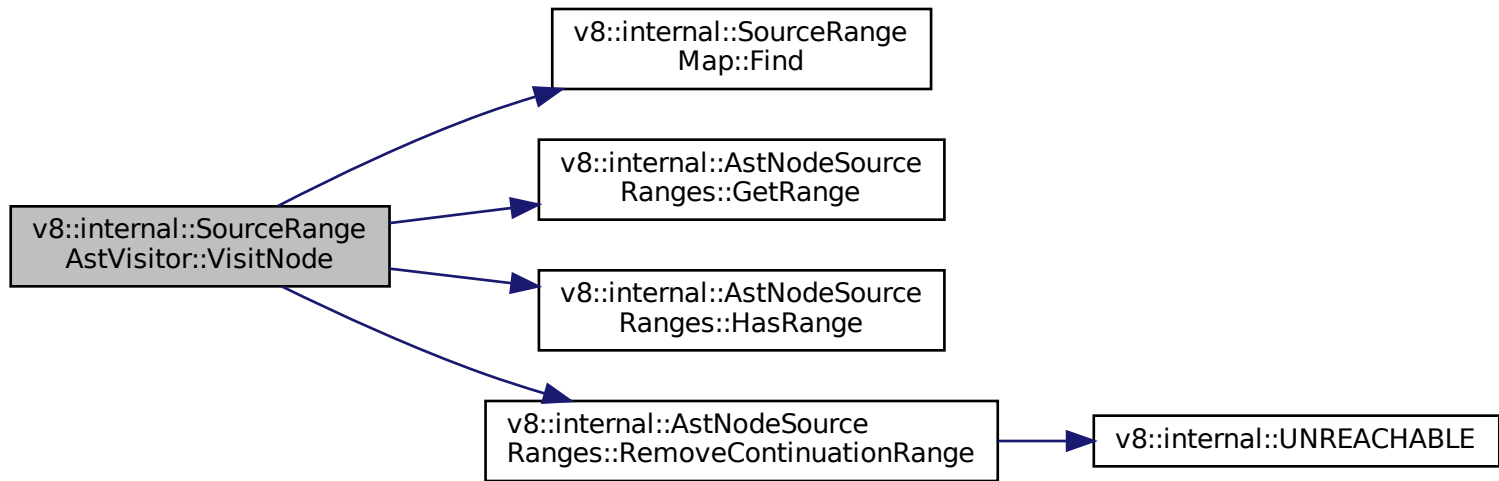 v8::internal::SourceRange
Map::Find
v8::internal::AstNodeSource
Ranges::GetRange
v8::internal::SourceRange
AstVisitor::VisitNode
v8::internal::AstNodeSource
Ranges::HasRange
v8::internal::AstNodeSource
Ranges::RemoveContinuationRange
v8::internal::UNREACHABLE